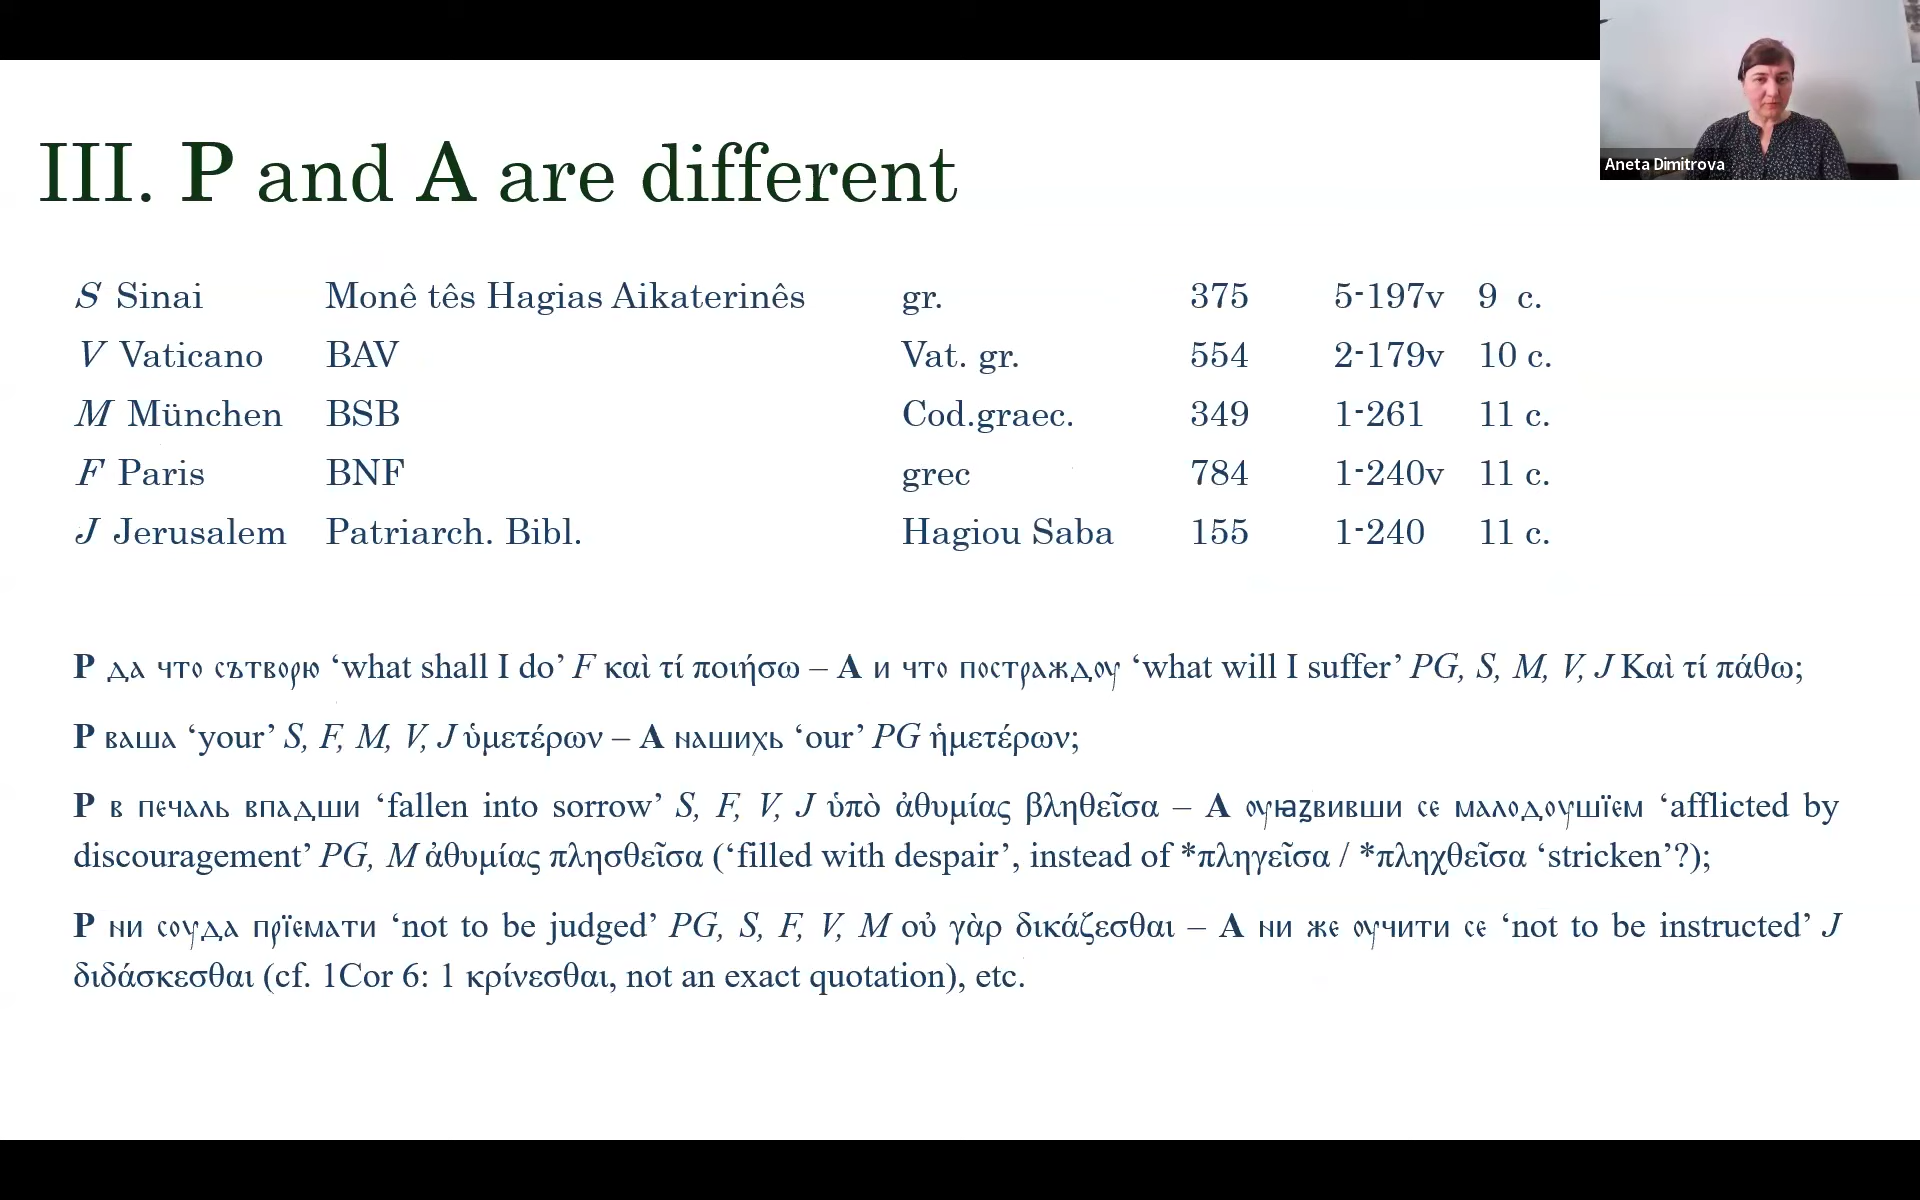 Aneta Dimitrova
III. P and A are different
S Sinai Monê tês Hagias Aikaterinês gr. 375 5-197v 9 c.
V Vaticano BAV Vat. gr. 554 2-179v 10 c.
M München BSB Cod.graec. 349 1-261 11 c.
F Paris BNF grec 784 1-240v 11 c.
J Jerusalem Patriarch. Bibl. Hagiou Saba 155 1-240 11 c.
P да что сътворю ‘what shall I do’ F καὶ τί ποιήσω – A и что постраждоу ‘what will I suffer’ PG, S, M, V, J Καὶ τί πάθω;
P ваша ‘your’ S, F, M, V, J ὑμετέρων – A нашихь ‘our’ PG ἡμετέρων;
P в печаль впадши ‘fallen into sorrow’ S, F, V, J ὑπὸ ἀθυμίας βληθεῖσα – A оуꙗꙁвивши се малодоушїем ‘afflicted by
discouragement’ PG, M ἀθυμίας πλησθεῖσα (‘filled with despair’, instead of *πληγεῖσα / *πληχθεῖσα ‘stricken’?);
P ни соуда прїемати ‘not to be judged’ PG, S, F, V, M οὐ γὰρ δικάζεσθαι – A ни же оучити се ‘not to be instructed’ J
διδάσκεσθαι (cf. 1Cor 6: 1 κρίνεσθαι, not an exact quotation), etc.